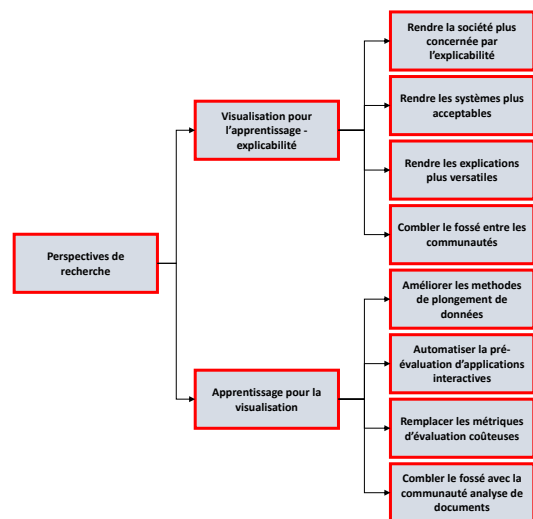 Perspectives de
recherche
Visualisation pour
l'apprentissage -
explicabilité
Rendre la société plus
concernée par
l'explicabilité
Rendre les systèmes plus
acceptables
Rendre les explications
plus versatiles
Combler le fossé entre les
communautés
Apprentissage pour la
visualisation
Améliorer les methodes
de plongement de
données
Automatiser la pré-
évaluation d'applications
interactives
Remplacer les métriques
d'évaluation coûteuses
Combler le fossé avec la
communauté analyse de
documents